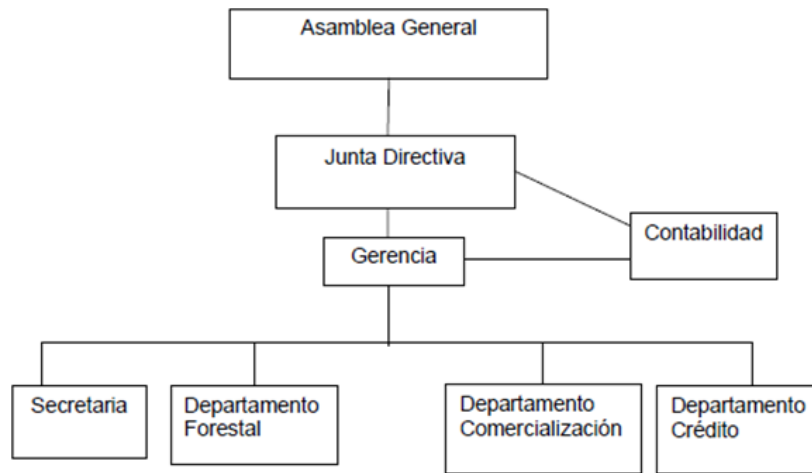 Asamblea General
Junta Directiva
Contabilidad
Gerencia
Secretaria
Departamento
Forestal
Departamento
Comercialización
Departamento
Crédito